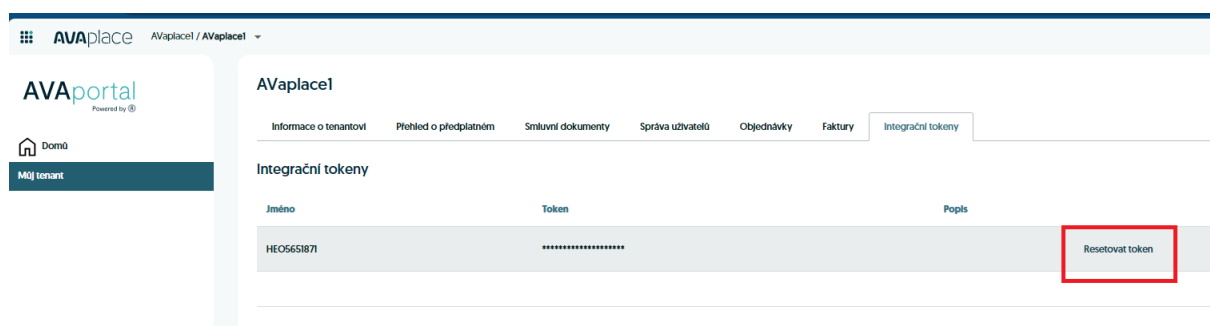 AVAplace AVaplace1 / AVaplace1
AVAportal
Powered by
Domů
Můj tenant
AVaplace1
Informace o tenantovi Přehled o předplatném Smluvní dokumenty Správa uživatelů Objednávky Faktury Integrační tokeny
Integrační tokeny
Jméno Token Popis
HEO5651871 ******************** Resetovat token